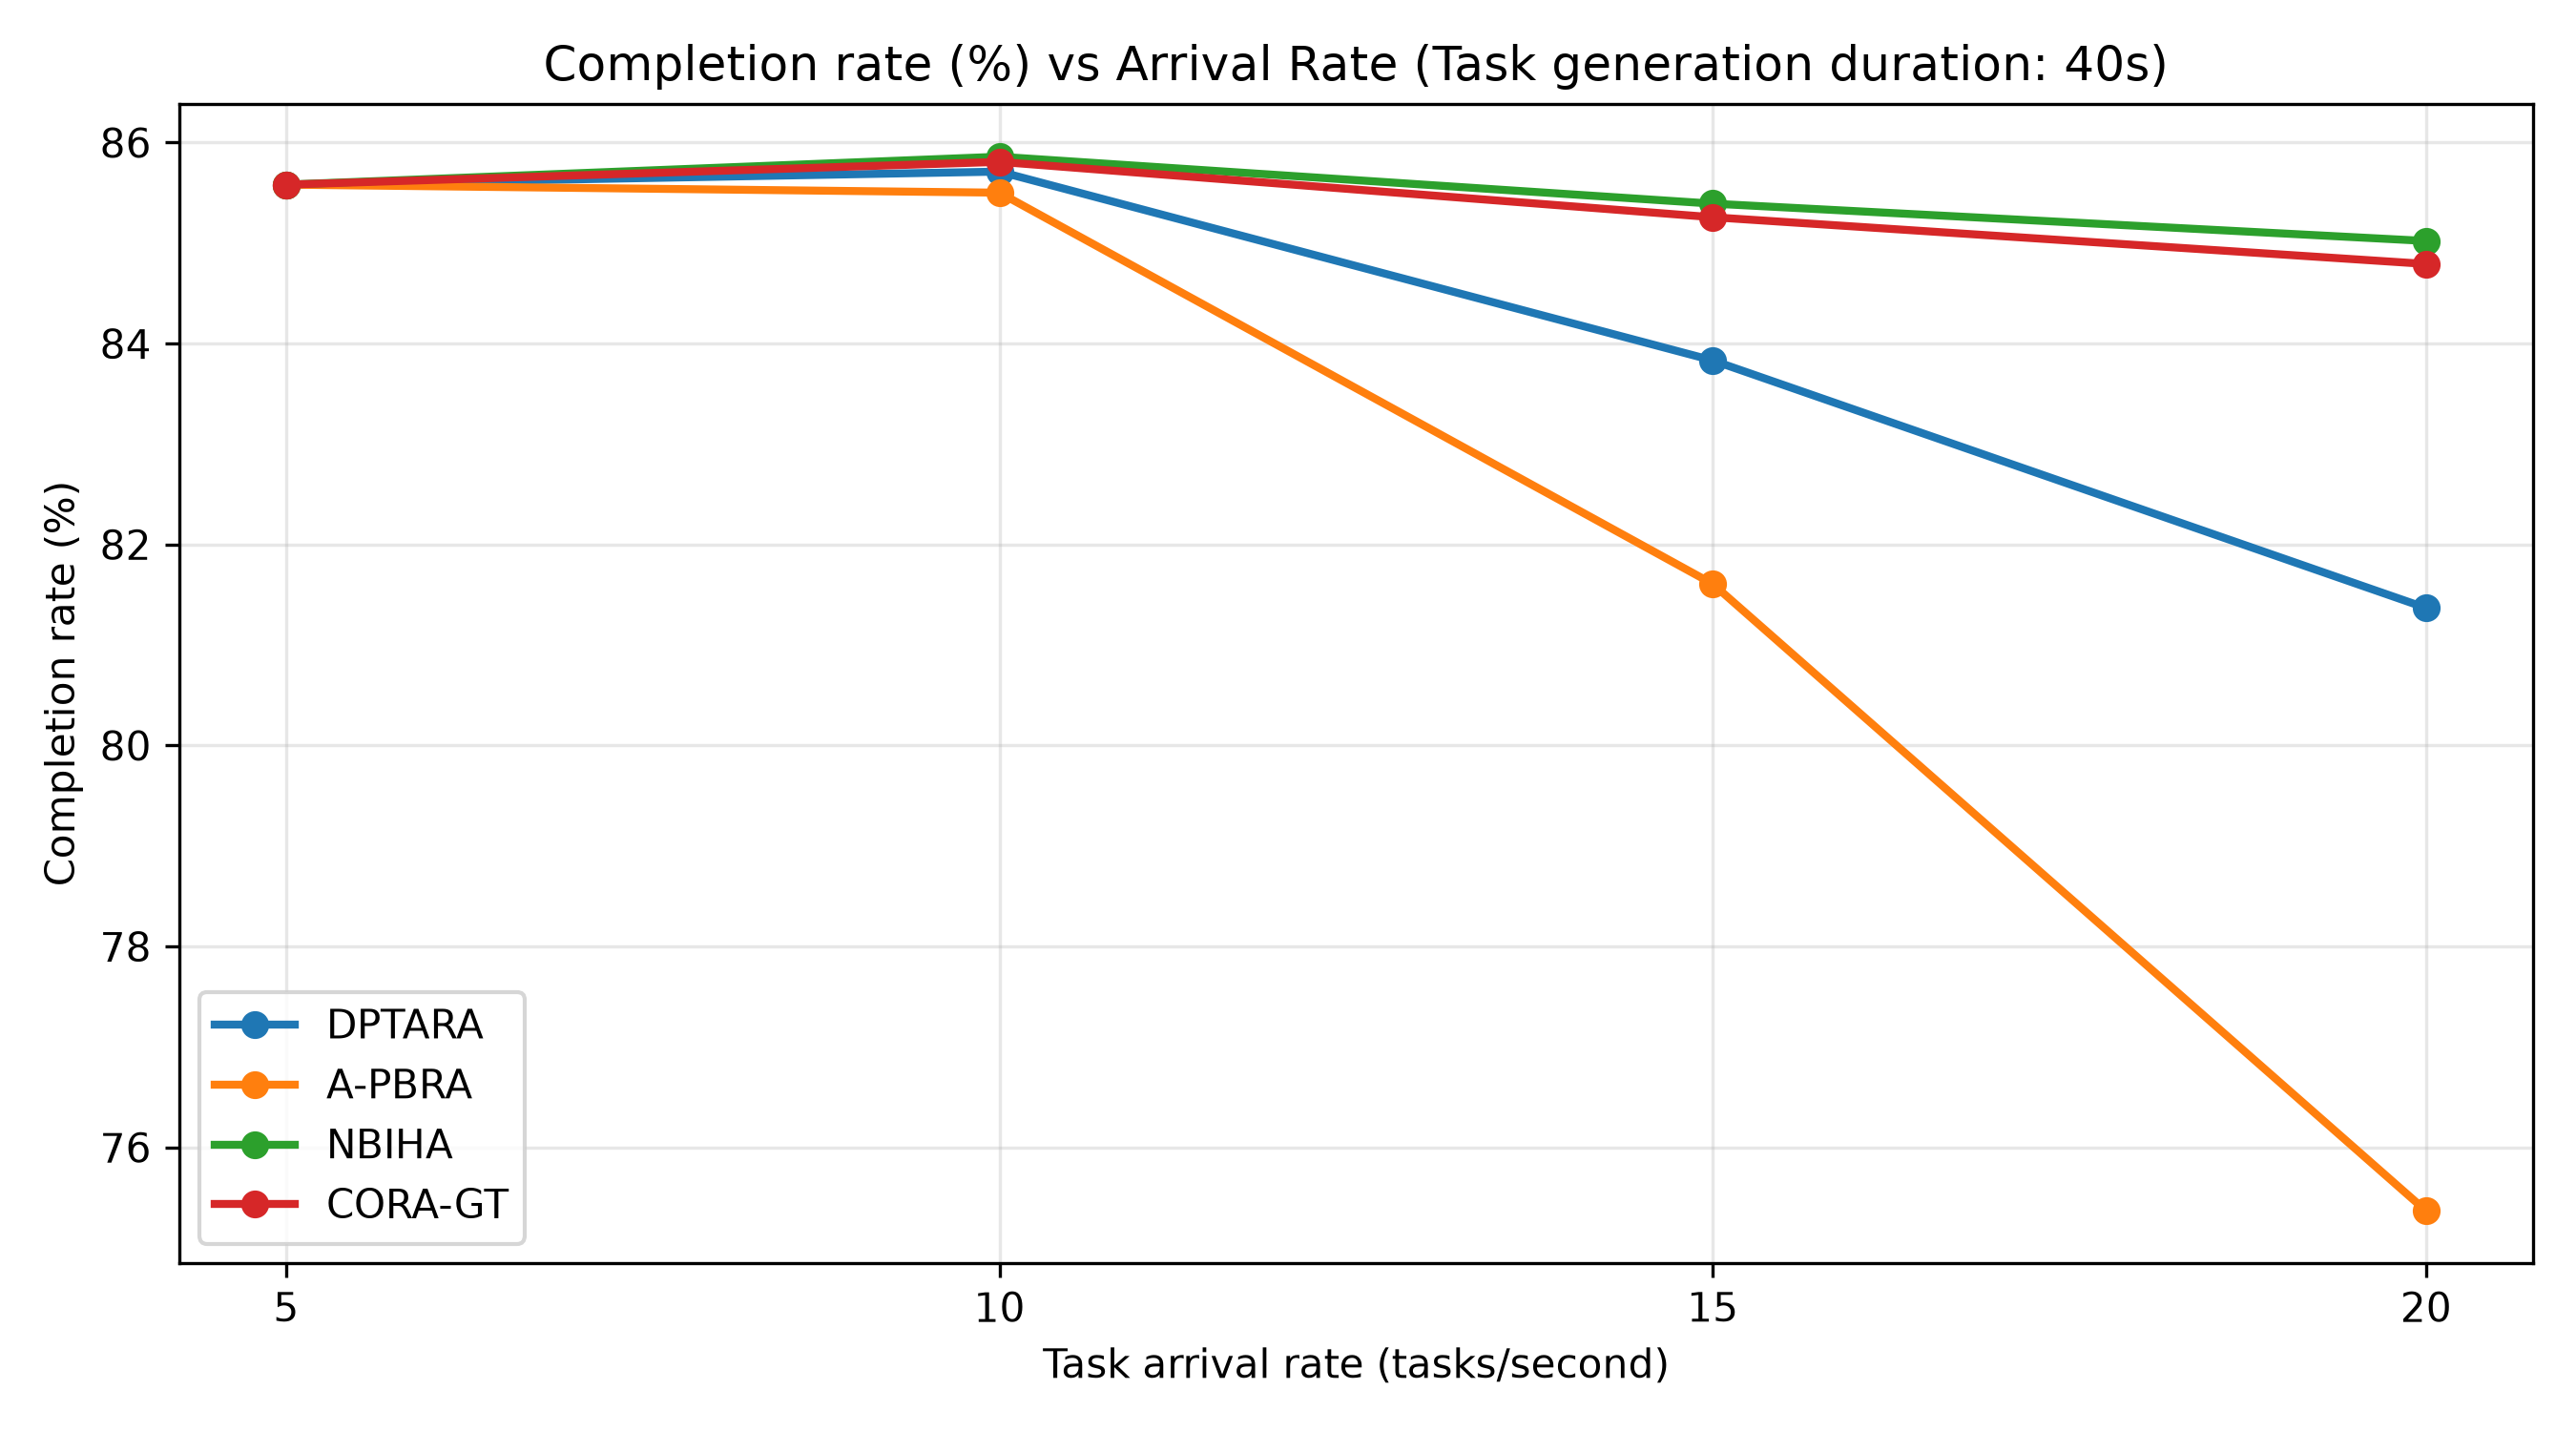 Completion rate (%) vs Arrival Rate (Task generation duration: 40s)
Completion rate (%)
86
84
82
80
78
76
DPTARA
A-PBRA
NBIHA
CORA-GT
5 10 15 20
Task arrival rate (tasks/second)